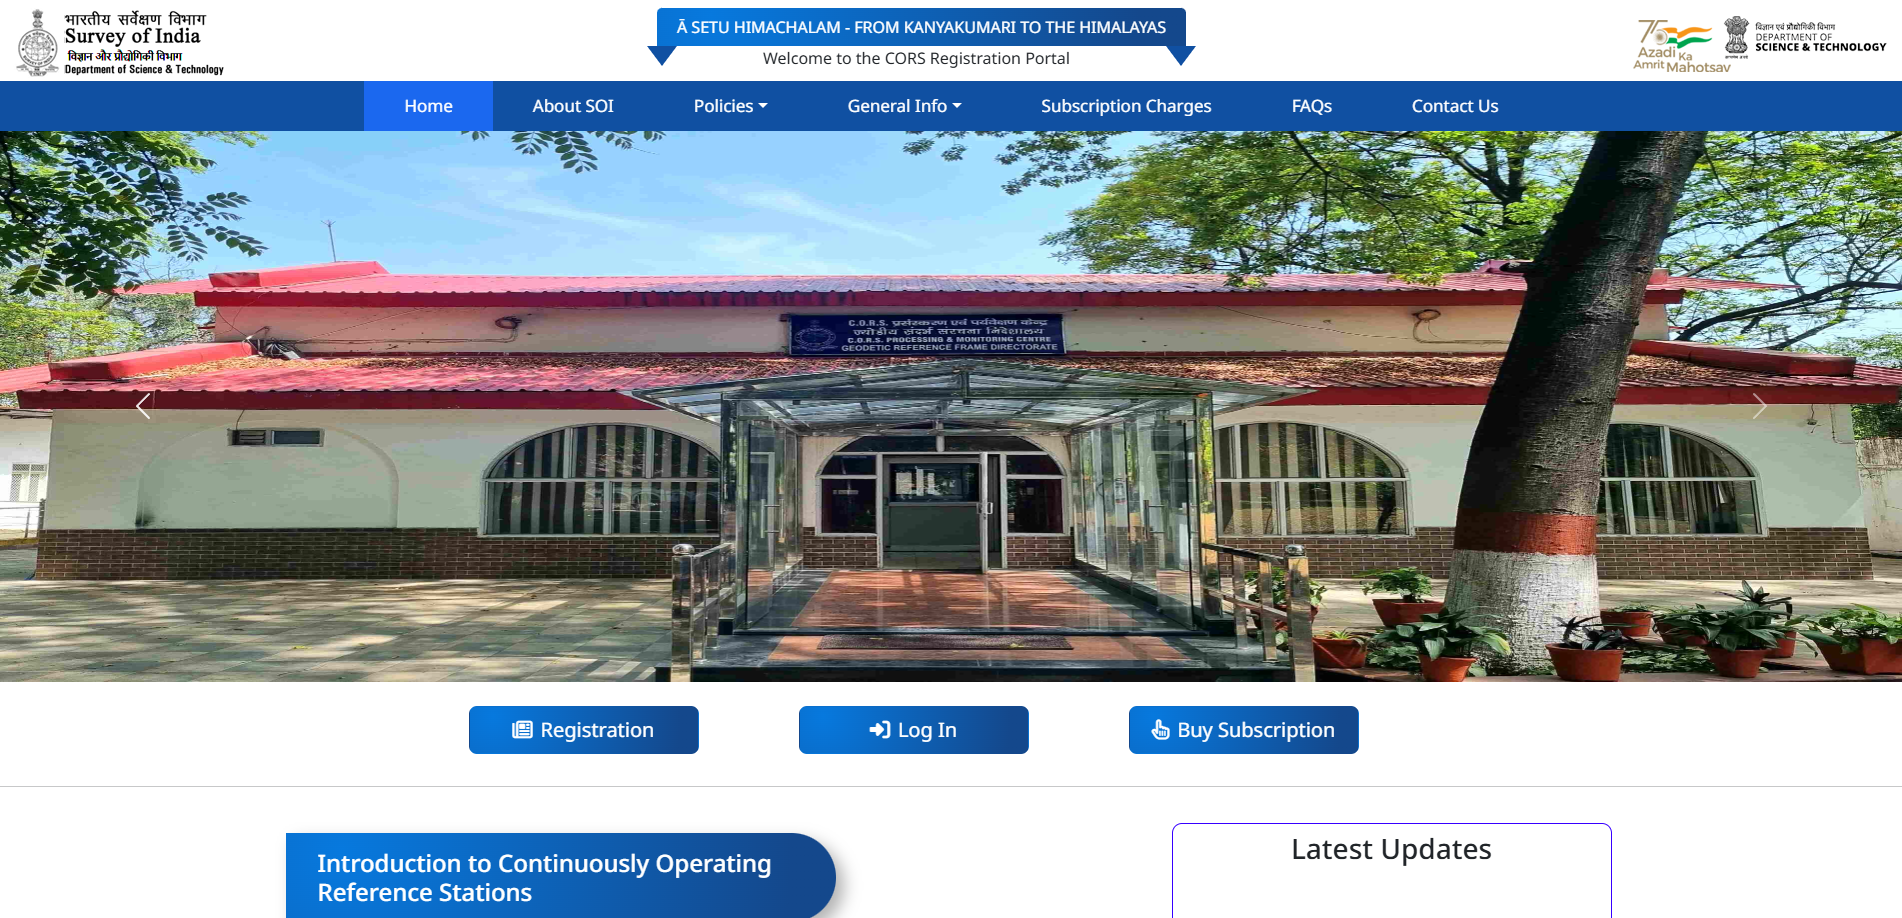 भारतीय सर्वेक्षण विभाग
Survey of India
विज्ञान और प्रौद्योगिकी विभाग
Department of Science & Technology
Ā SETU HIMACHALAM - FROM KANYAKUMARI TO THE HIMALAYAS
Welcome to the CORS Registration Portal
75
Azadi Ka
Amrit Mahotsav
विज्ञान एवं प्रौद्योगिकी विभाग
DEPARTMENT OF
SCIENCE & TECHNOLOGY
Home
About SOI
Policies
General Info
Subscription Charges
FAQs
Contact Us
C.O.R.S. प्रसंस्करण एवं पर्यवेक्षण केन्द्र
ज्योडीय संदर्भ संरचना निदेशालय
C.O.R.S. PROCESSING & MONITORING CENTRE
GEODETIC REFERENCE FRAME DIRECTORATE
Registration
Log In
Buy Subscription
Introduction to Continuously Operating
Reference Stations
Latest Updates